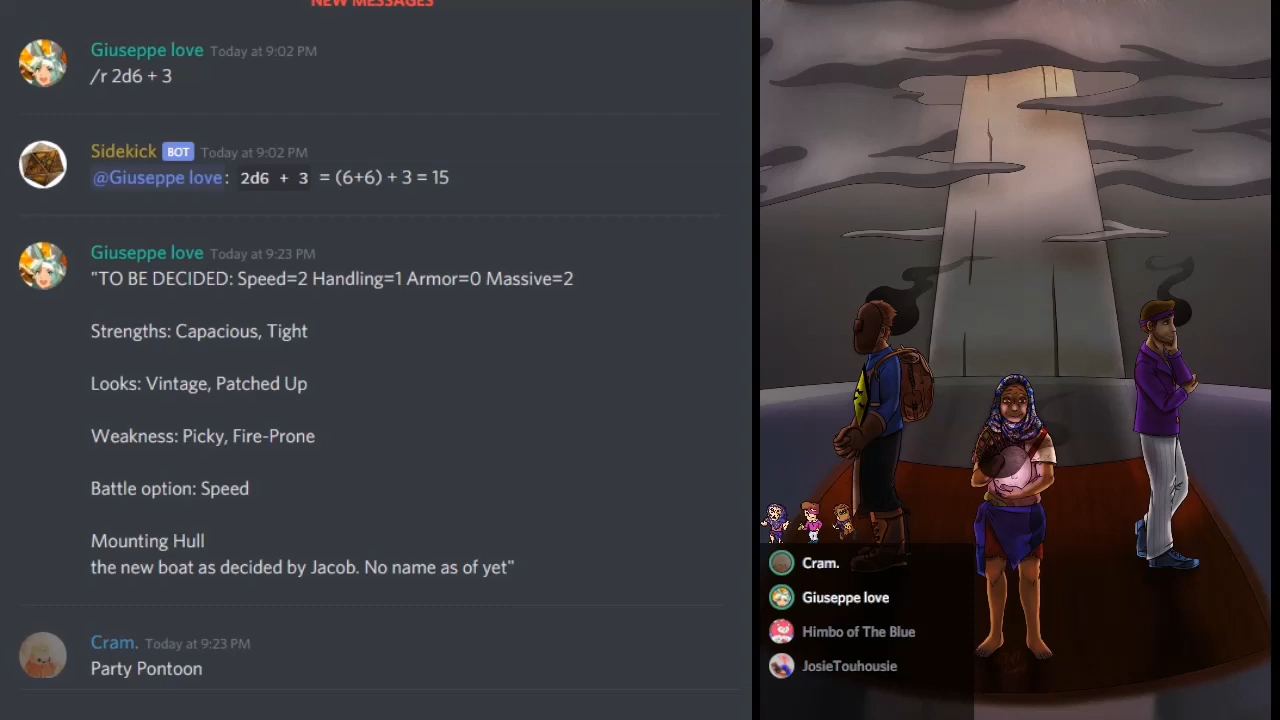 NEW MESSAGES
Giuseppe love Today at 9:02 PM
/r 2d6 + 3
Sidekick BOT Today at 9:02 PM
@Giuseppe love: 2d6 + 3 = (6+6) + 3 = 15
Giuseppe love Today at 9:23 PM
"TO BE DECIDED: Speed=2 Handling=1 Armor=0 Massive=2
Strengths: Capacious, Tight
Looks: Vintage, Patched Up
Weakness: Picky, Fire-Prone
Battle option: Speed
Mounting Hull
the new boat as decided by Jacob. No name as of yet"
Cram. Today at 9:23 PM
Party Pontoon
Cram.
Giuseppe love
Himbo of The Blue
JosieTouhousie